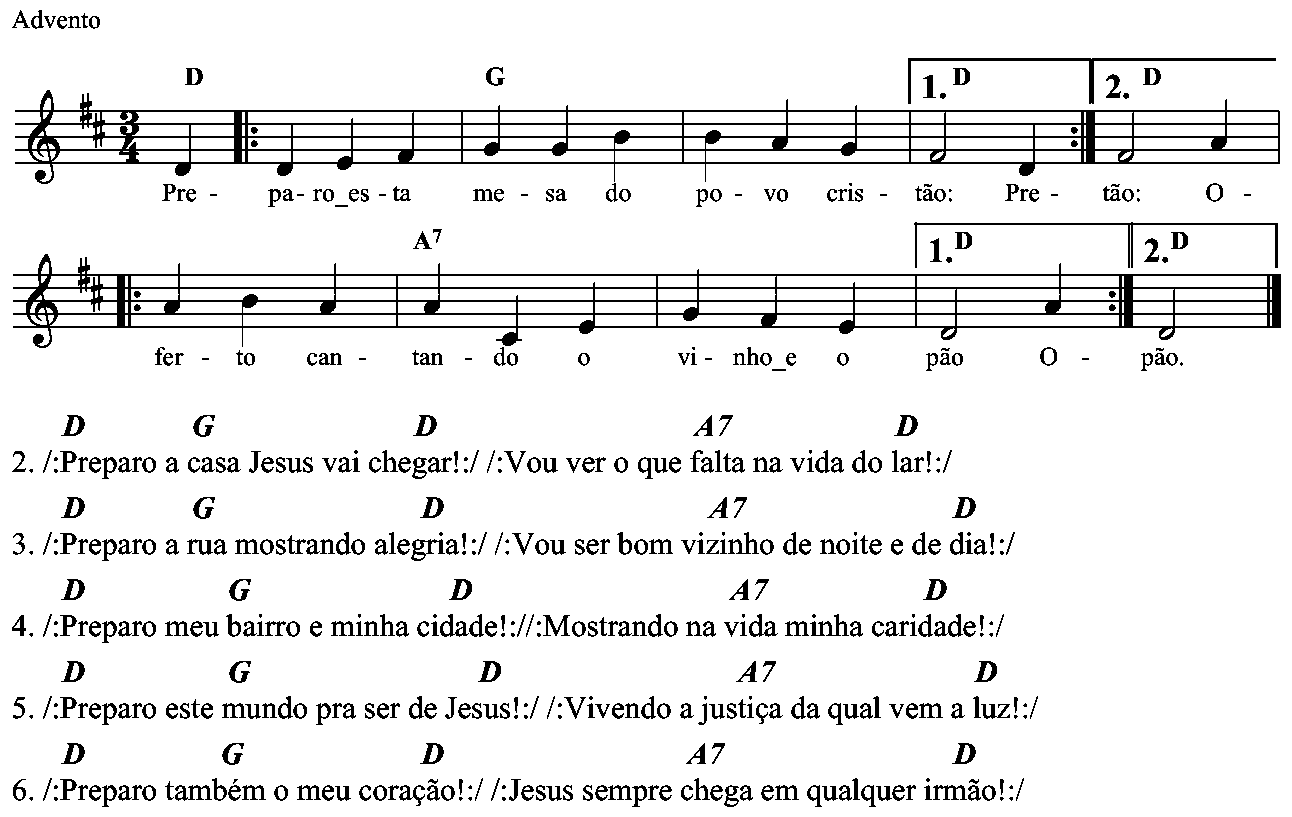 Advento
D G 1. D 2. D
3
4
Pre - pa - ro_es - ta me - sa do po - vo cris - tão: Pre - tão: O -
A7 1. D 2. D
fer - to can - tan - do o vi - nho_e o pão O - pão.
D G D A7 D
2. /:Preparo a casa Jesus vai chegar!:/ /:Vou ver o que falta na vida do lar!:/
D G D A7 D
3. /:Preparo a rua mostrando alegria!:/ /:Vou ser bom vizinho de noite e de dia!:/
D G D A7 D
4. /:Preparo meu bairro e minha cidade!://:Mostrando na vida minha caridade!:/
D G D A7 D
5. /:Preparo este mundo pra ser de Jesus!:/ /:Vivendo a justiça da qual vem a luz!:/
D G D A7 D
6. /:Preparo também o meu coração!:/ /:Jesus sempre chega em qualquer irmão!:/